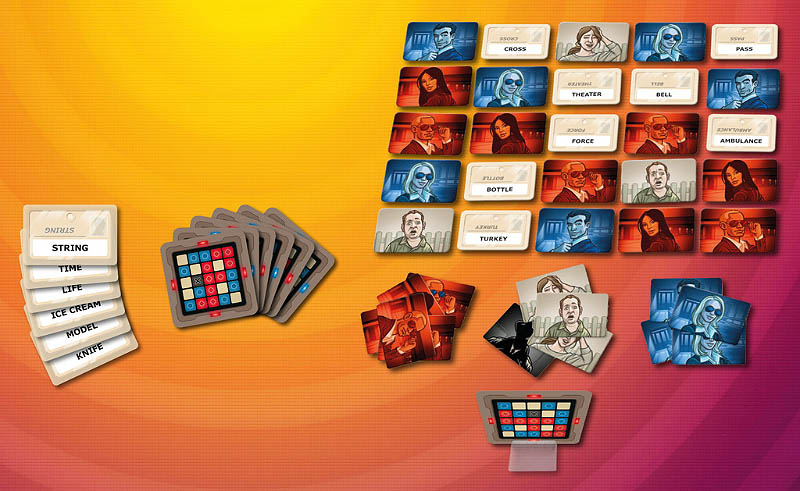 CROSS
CROSS
PASS
PASS
THEATER
THEATER
BELL
BELL
FORCE
FORCE
AMBULANCE
AMBULANCE
BOTTLE
BOTTLE
TURKEY
TURKEY
STRING
STRING
TIME
LIFE
ICE CREAM
MODEL
KNIFE